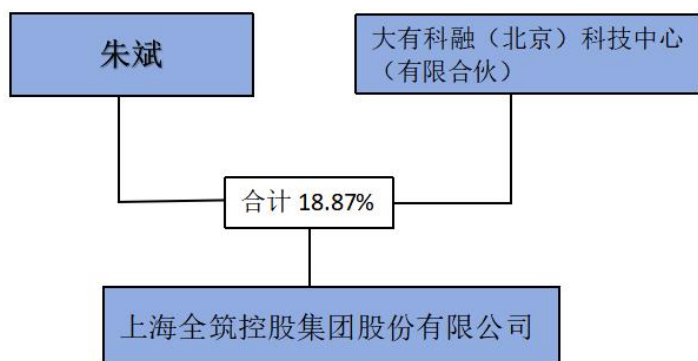 朱斌
大有科融（北京）科技中心
（有限合伙）
合计 18.87%
上海全筑控股集团股份有限公司